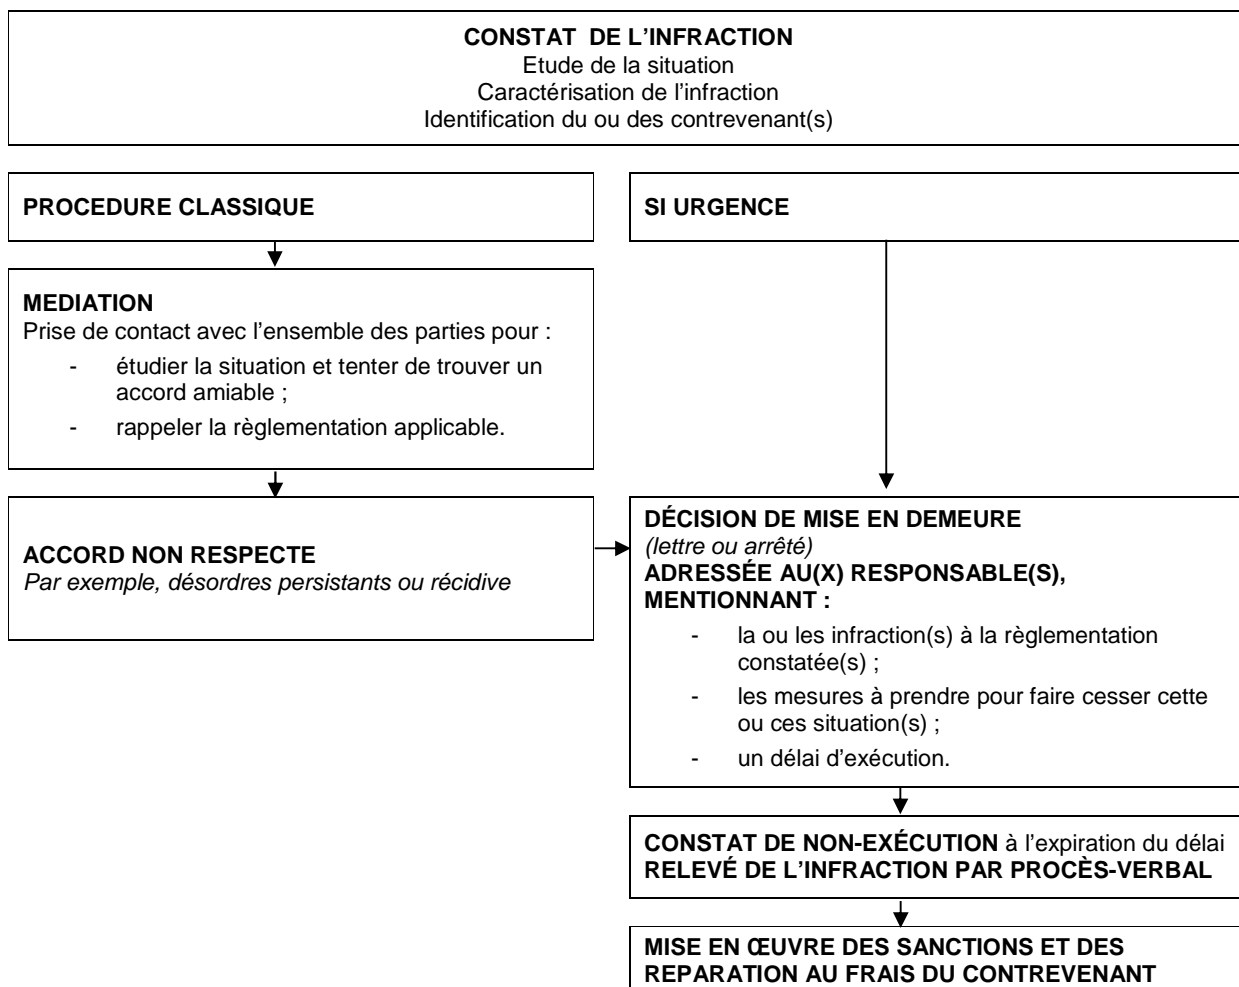 CONSTAT DE L’INFRACTION
Etude de la situation
Caractérisation de l’infraction
Identification du ou des contrevenant(s)
PROCEDURE CLASSIQUE
SI URGENCE
MEDIATION
Prise de contact avec l’ensemble des parties pour :
- étudier la situation et tenter de trouver un
accord amiable ;
- rappeler la règlementation applicable.
ACCORD NON RESPECTE
Par exemple, désordres persistants ou récidive
DÉCISION DE MISE EN DEMEURE
(lettre ou arrêté)
ADRESSÉE AU(X) RESPONSABLE(S),
MENTIONNANT :
- la ou les infraction(s) à la règlementation
constatée(s) ;
- les mesures à prendre pour faire cesser cette
ou ces situation(s) ;
- un délai d’exécution.
CONSTAT DE NON-EXÉCUTION à l’expiration du délai
RELEVÉ DE L’INFRACTION PAR PROCÈS-VERBAL
MISE EN ŒUVRE DES SANCTIONS ET DES
REPARATION AU FRAIS DU CONTREVENANT